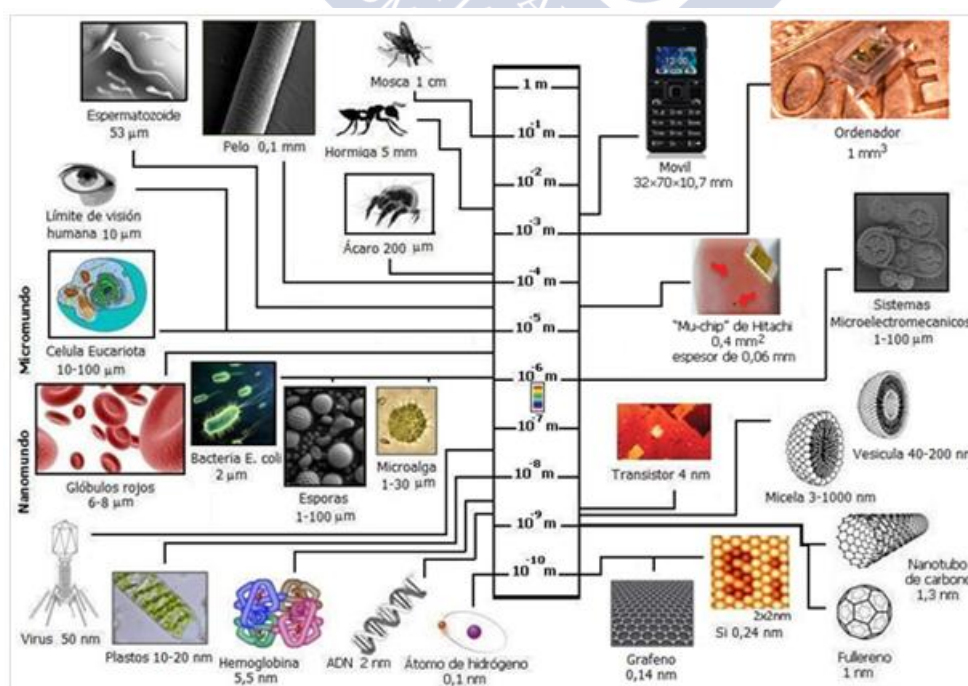 Espermatozoide
53 µm
Pelo 0,1 mm
Mosca 1 cm
Hormiga 5 mm
Ácaro 200 µm
Límite de visión
humana 10 µm
Celula Eucariota
10-100 µm
Glóbulos rojos
6-8 µm
Bacteria E. coli
2 µm
Esporas
1-100 µm
Microalga
1-30 µm
Virus 50 nm
Plastos 10-20 nm
Hemoglobina
5,5 nm
ADN 2 nm
Átomo de hidrógeno
0,1 nm
Micromundo
Nanomundo
1 m
10⁻¹ m
10⁻² m
10⁻³ m
10⁻⁴ m
10⁻⁵ m
10⁻⁶ m
10⁻⁷ m
10⁻⁸ m
10⁻⁹ m
10⁻¹⁰ m
Movil
32×70×10,7 mm
ONE
Ordenador
1 mm³
"Mu-chip" de Hitachi
0,4 mm²
espesor de 0,06 mm
Sistemas
Microelectromecanicos
1-100 µm
Transistor 4 nm
Vesicula 40-200 nm
Micela 3-1000 nm
Nanotubo
de carbono
1,3 nm
2x2nm
Si 0,24 nm
Grafeno
0,14 nm
Fullereno
1 nm